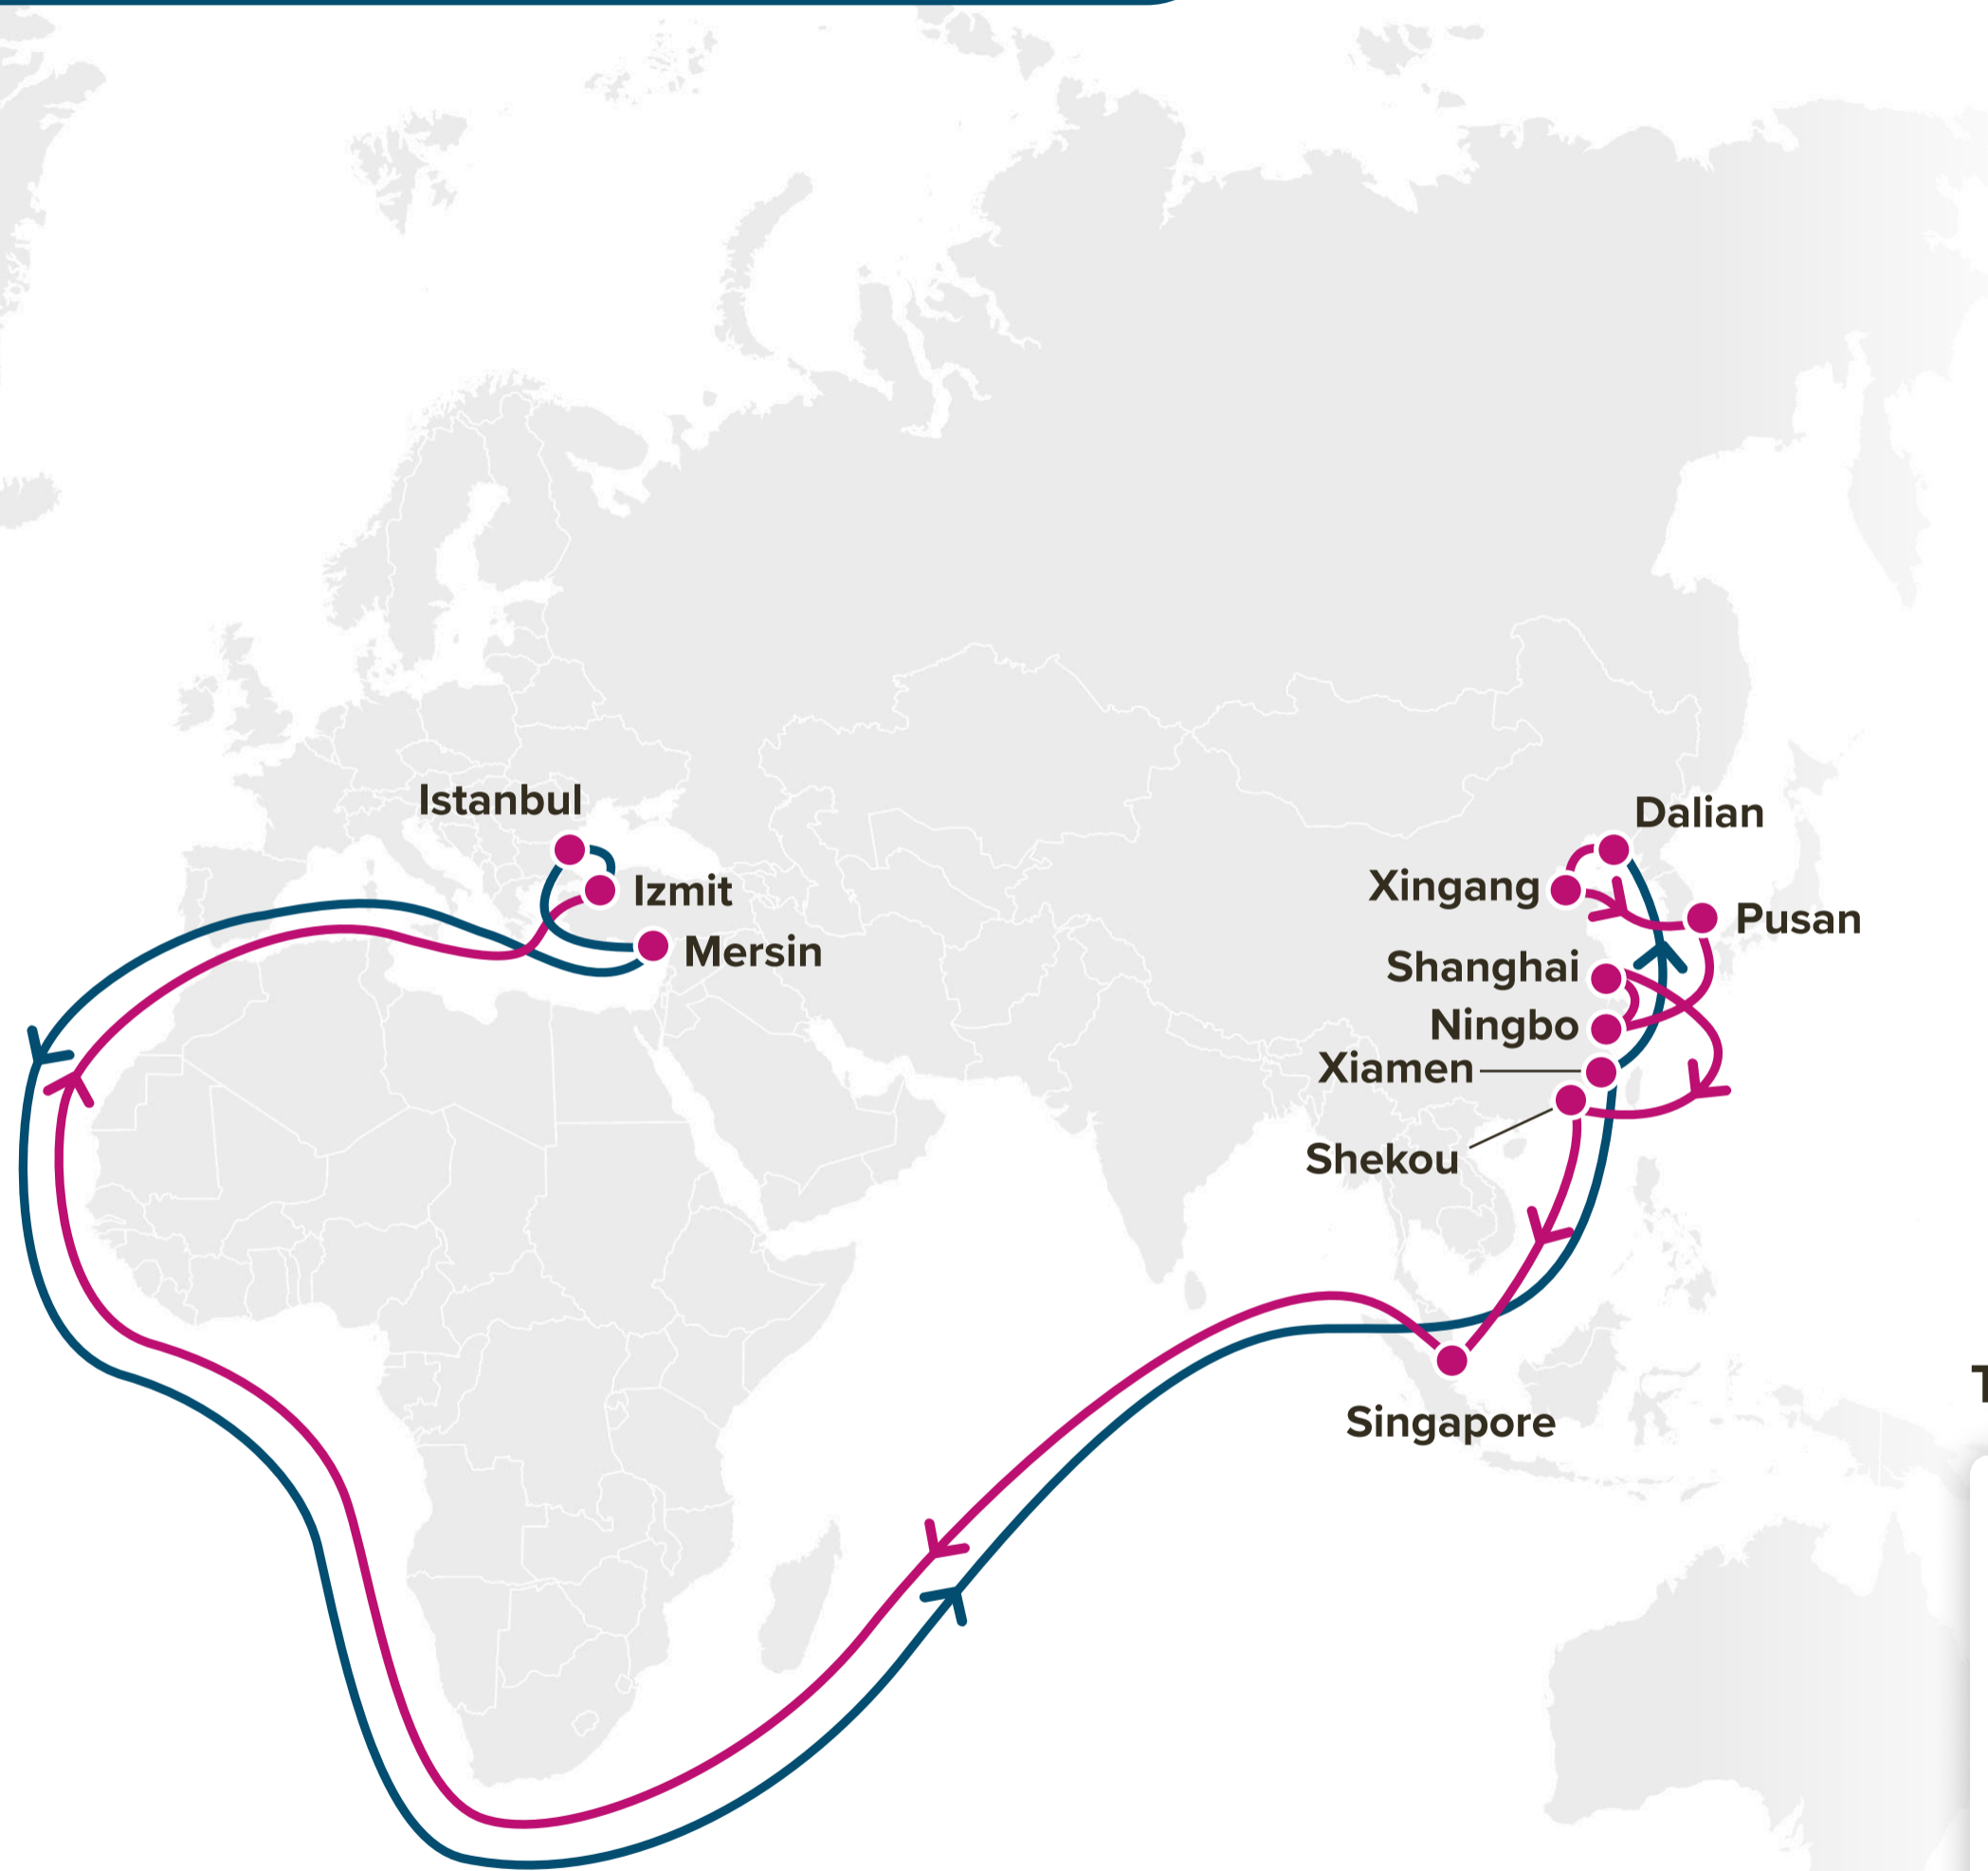 Istanbul
Izmit
Mersin
Dalian
Xingang
Pusan
Shanghai
Ningbo
Xiamen
Shekou
Singapore
T